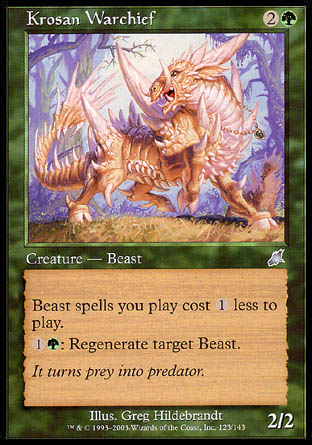 Krosan Warchief 2
Creature — Beast
Beast spells you play cost 1 less to
play.
1 : Regenerate target Beast.
It turns prey into predator.
Illus. Greg Hildebrandt
™ & © 1993–2003 Wizards of the Coast, Inc. 123/143
2/2